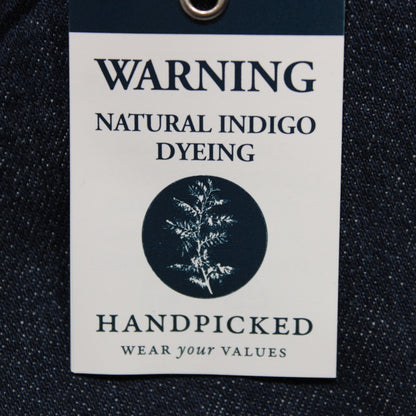 WARNING
NATURAL INDIGO
DYEING
HANDPICKED
WEAR your VALUES